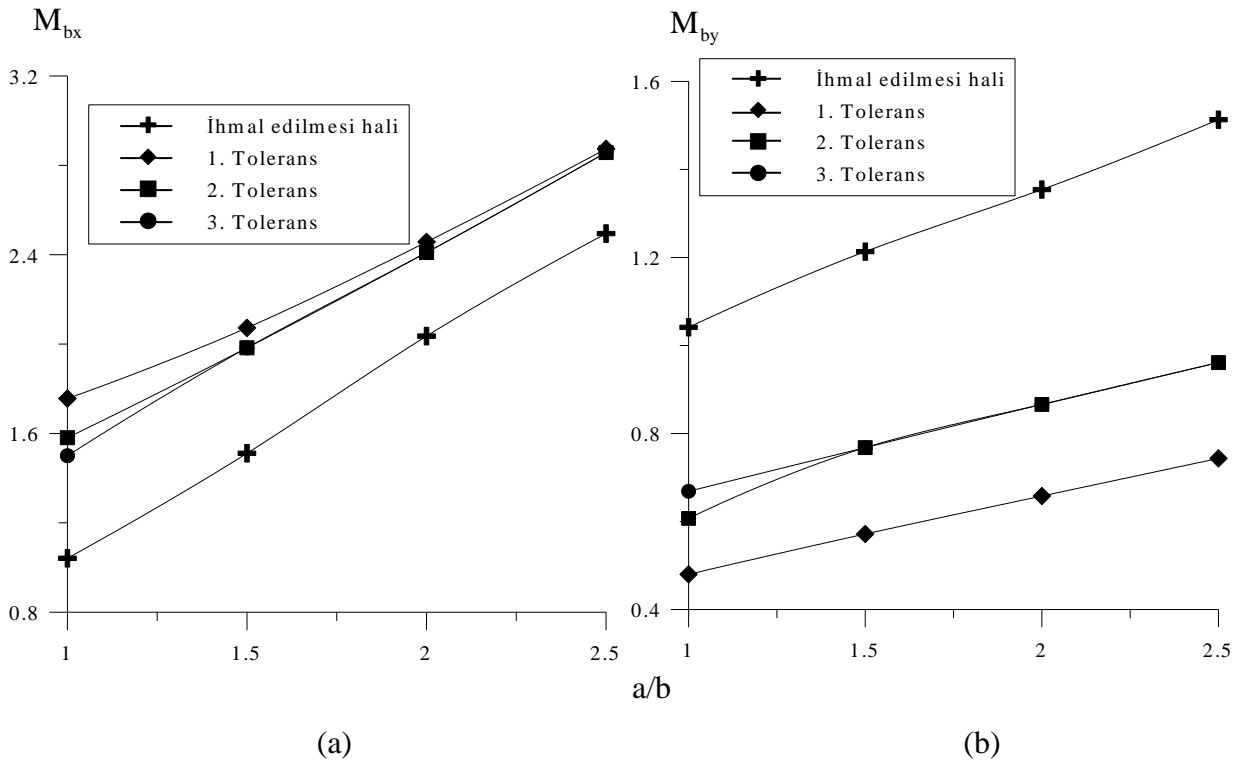 M_bx
3.2
2.4
1.6
0.8
İhmal edilmesi hali
1. Tolerans
2. Tolerans
3. Tolerans
1 1.5 2 2.5
(a)
M_by
1.6
1.2
0.8
0.4
İhmal edilmesi hali
1. Tolerans
2. Tolerans
3. Tolerans
1 1.5 2 2.5
a/b
(b)